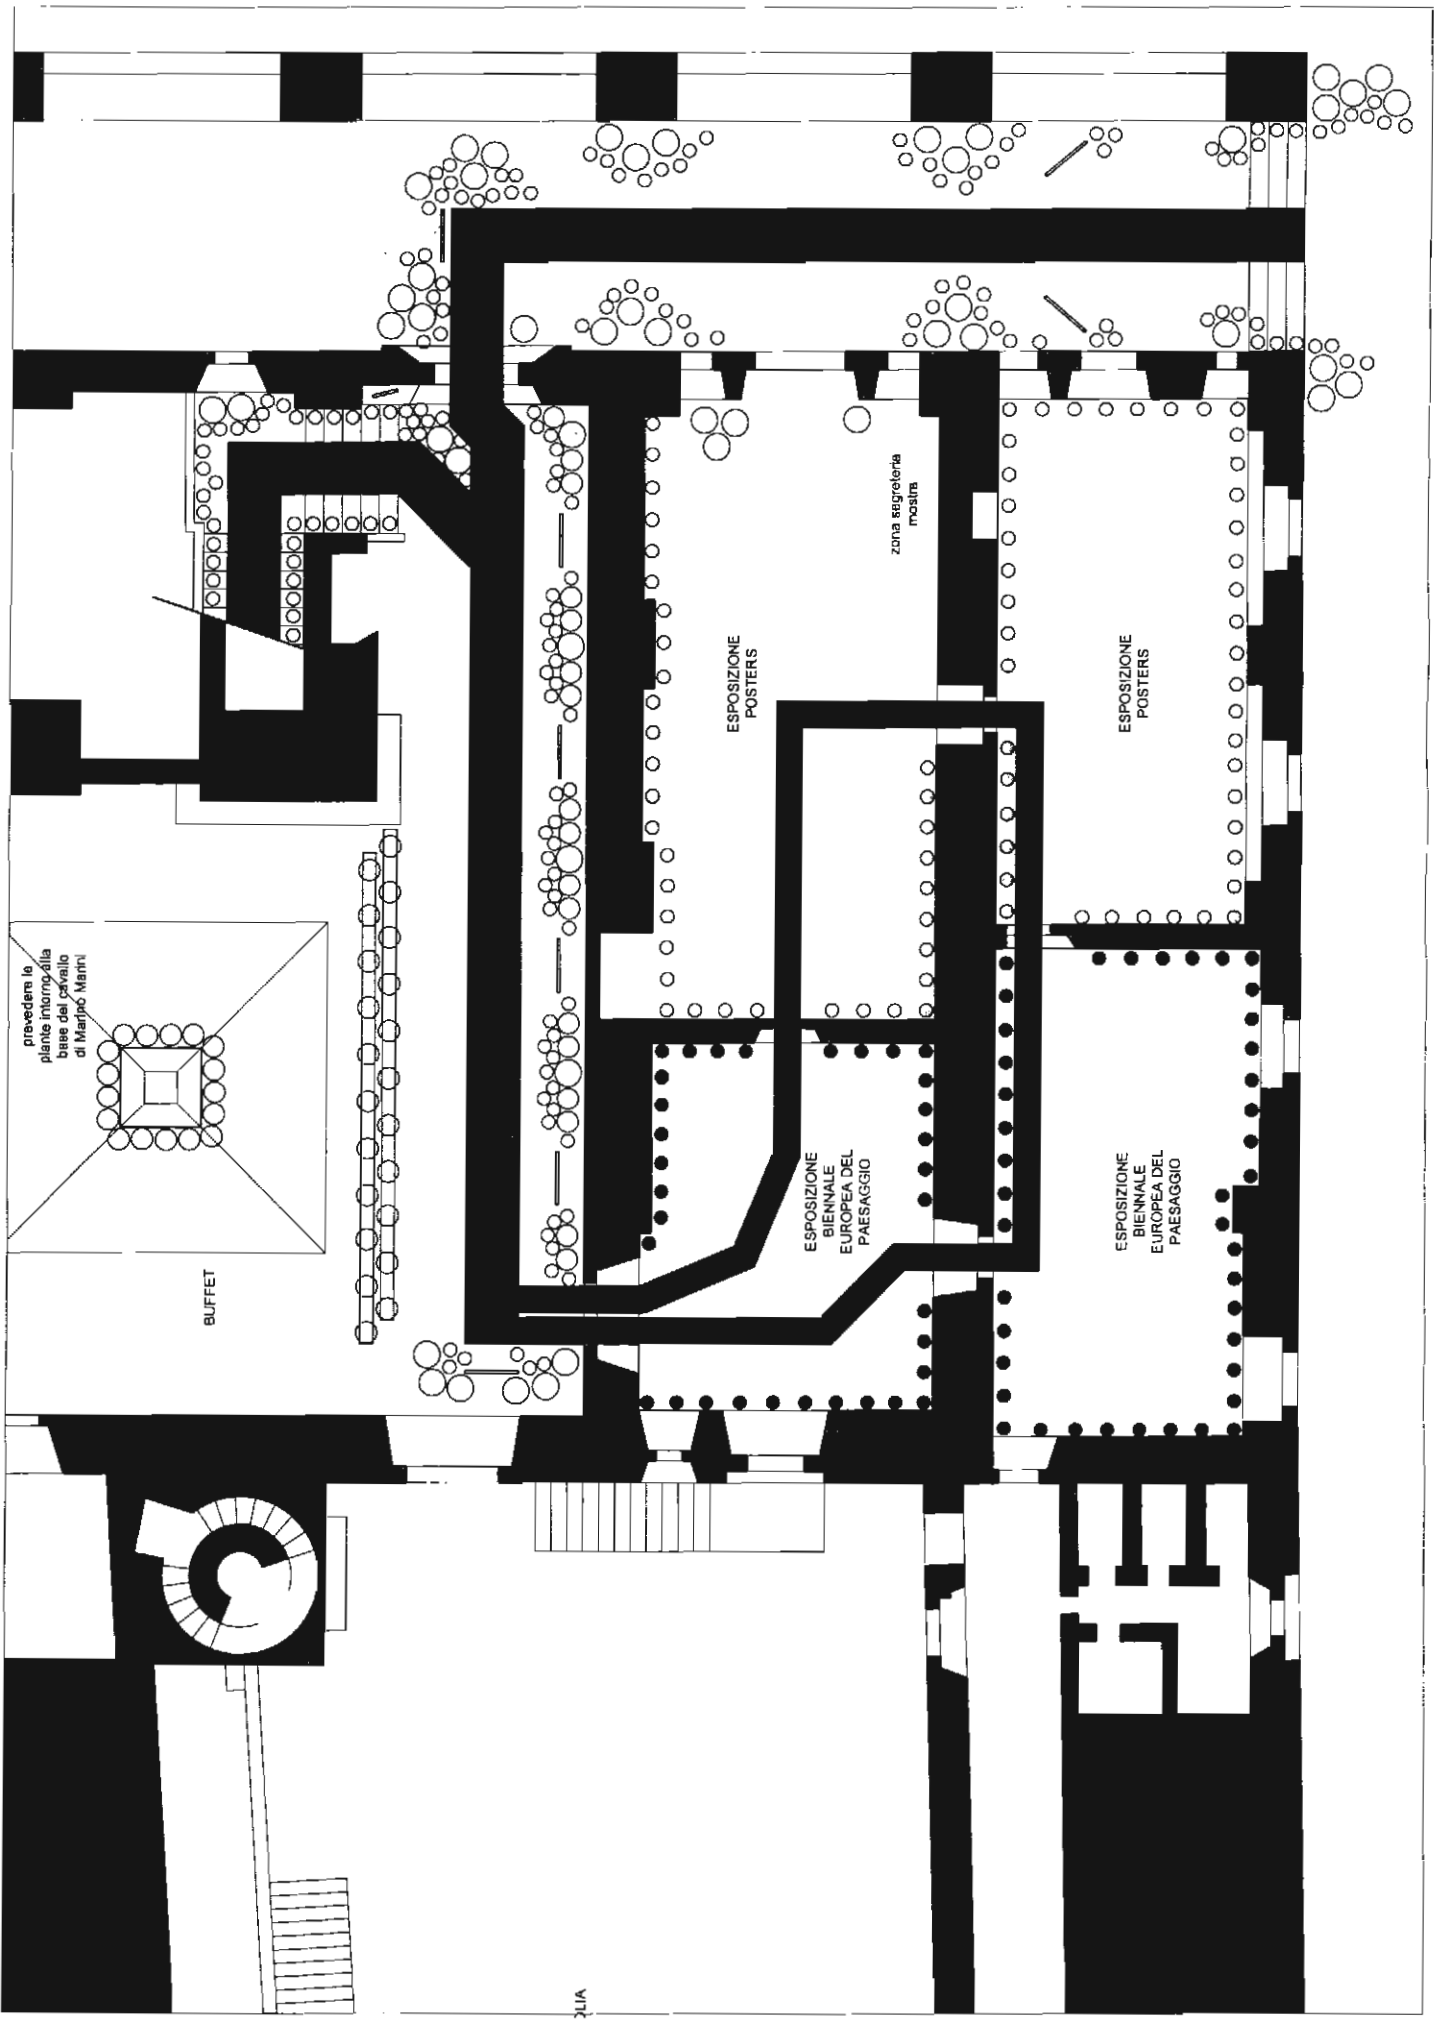 prevedere le
piante intorno alla
base del cavallo
di Marino Marini
BUFFET
zona segreteria
mostra
ESPOSIZIONE
POSTERS
ESPOSIZIONE
POSTERS
ESPOSIZIONE
BIENNALE
EUROPEA DEL
PAESAGGIO
ESPOSIZIONE
BIENNALE
EUROPEA DEL
PAESAGGIO